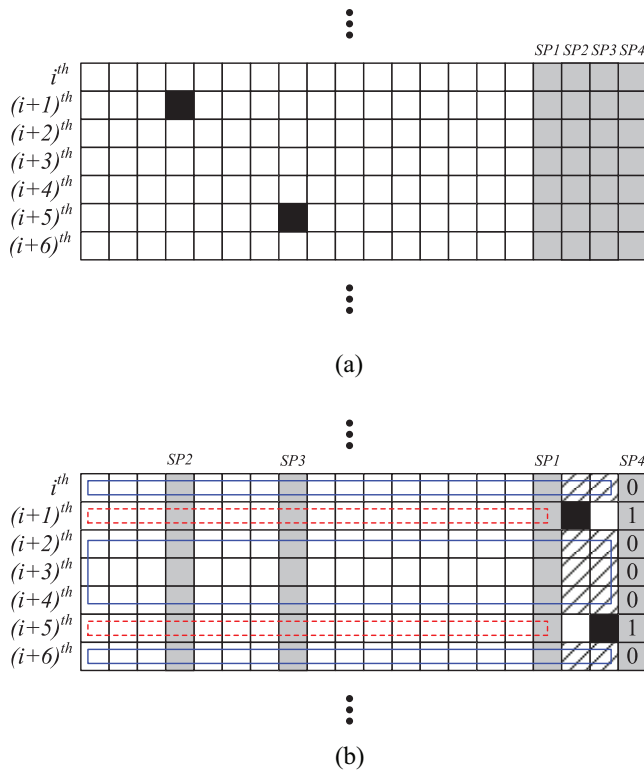 SP1 SP2 SP3 SP4
i^th
(i+1)^th
(i+2)^th
(i+3)^th
(i+4)^th
(i+5)^th
(i+6)^th
(a)
SP2 SP3 SP1 SP4
i^th 0
(i+1)^th 1
(i+2)^th 0
(i+3)^th 0
(i+4)^th 0
(i+5)^th 1
(i+6)^th 0
(b)